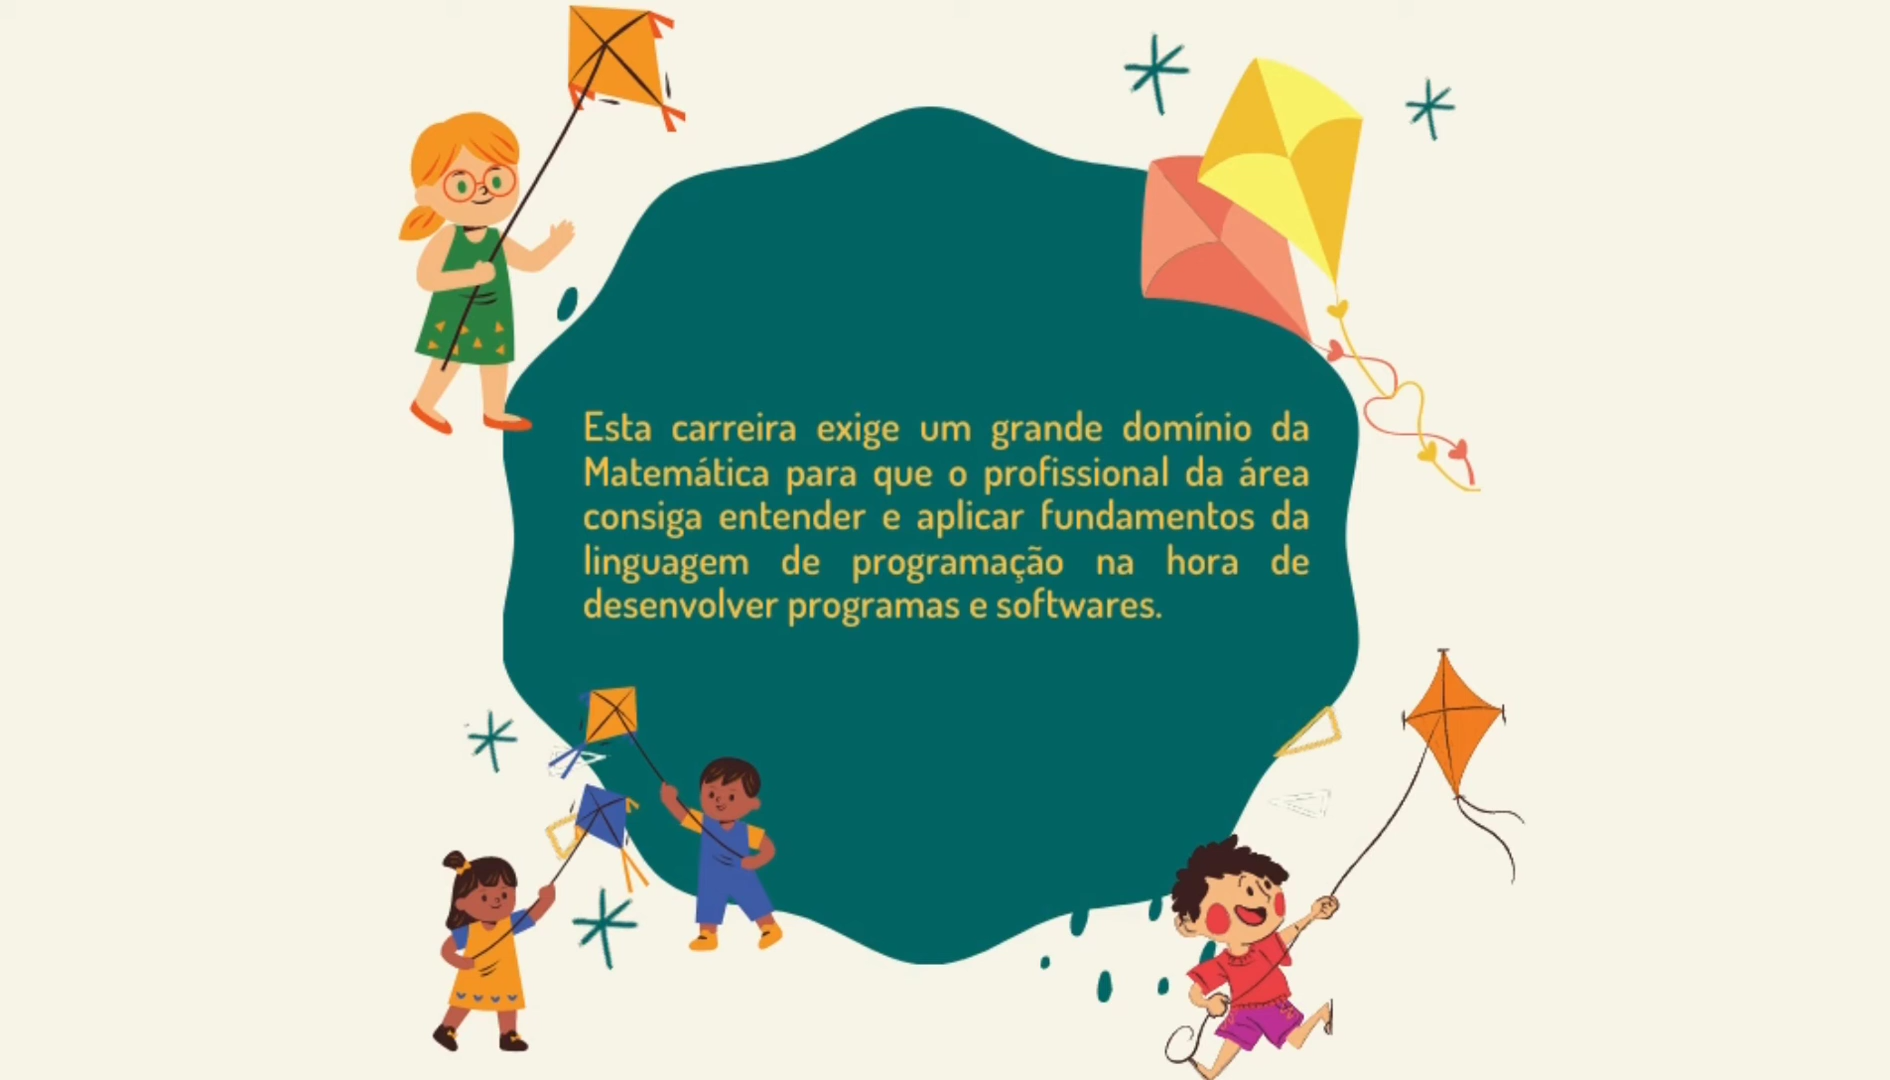 Esta carreira exige um grande domínio da
Matemática para que o profissional da área
consiga entender e aplicar fundamentos da
linguagem de programação na hora de
desenvolver programas e softwares.